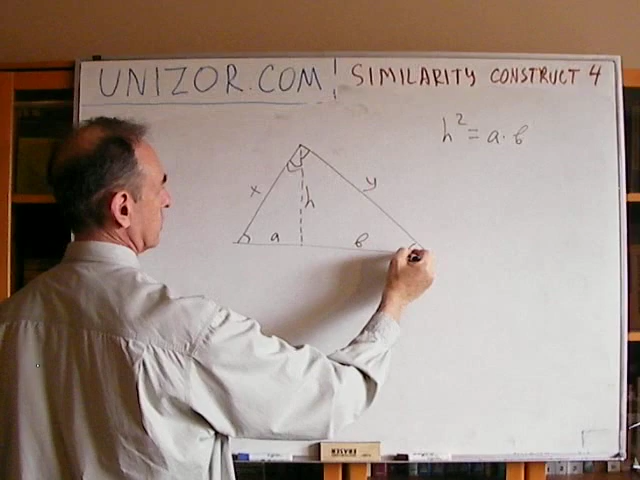 UNIZOR.COM! SIMILARITY CONSTRUCT 4
h² = a·b
x
y
h
a b